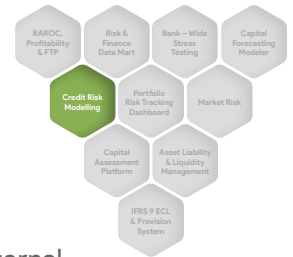 RAROC,
Profitability
& FTP
Risk &
Finance
Data Mart
Bank – Wide
Stress
Testing
Capital
Forecasting
Modeler
Credit Risk
Modelling
Portfolio
Risk Tracking
Dashboard
Market Risk
Capital
Assessment
Platform
Asset Liability
& Liquidity
Management
IFRS 9 ECL
& Provision
System